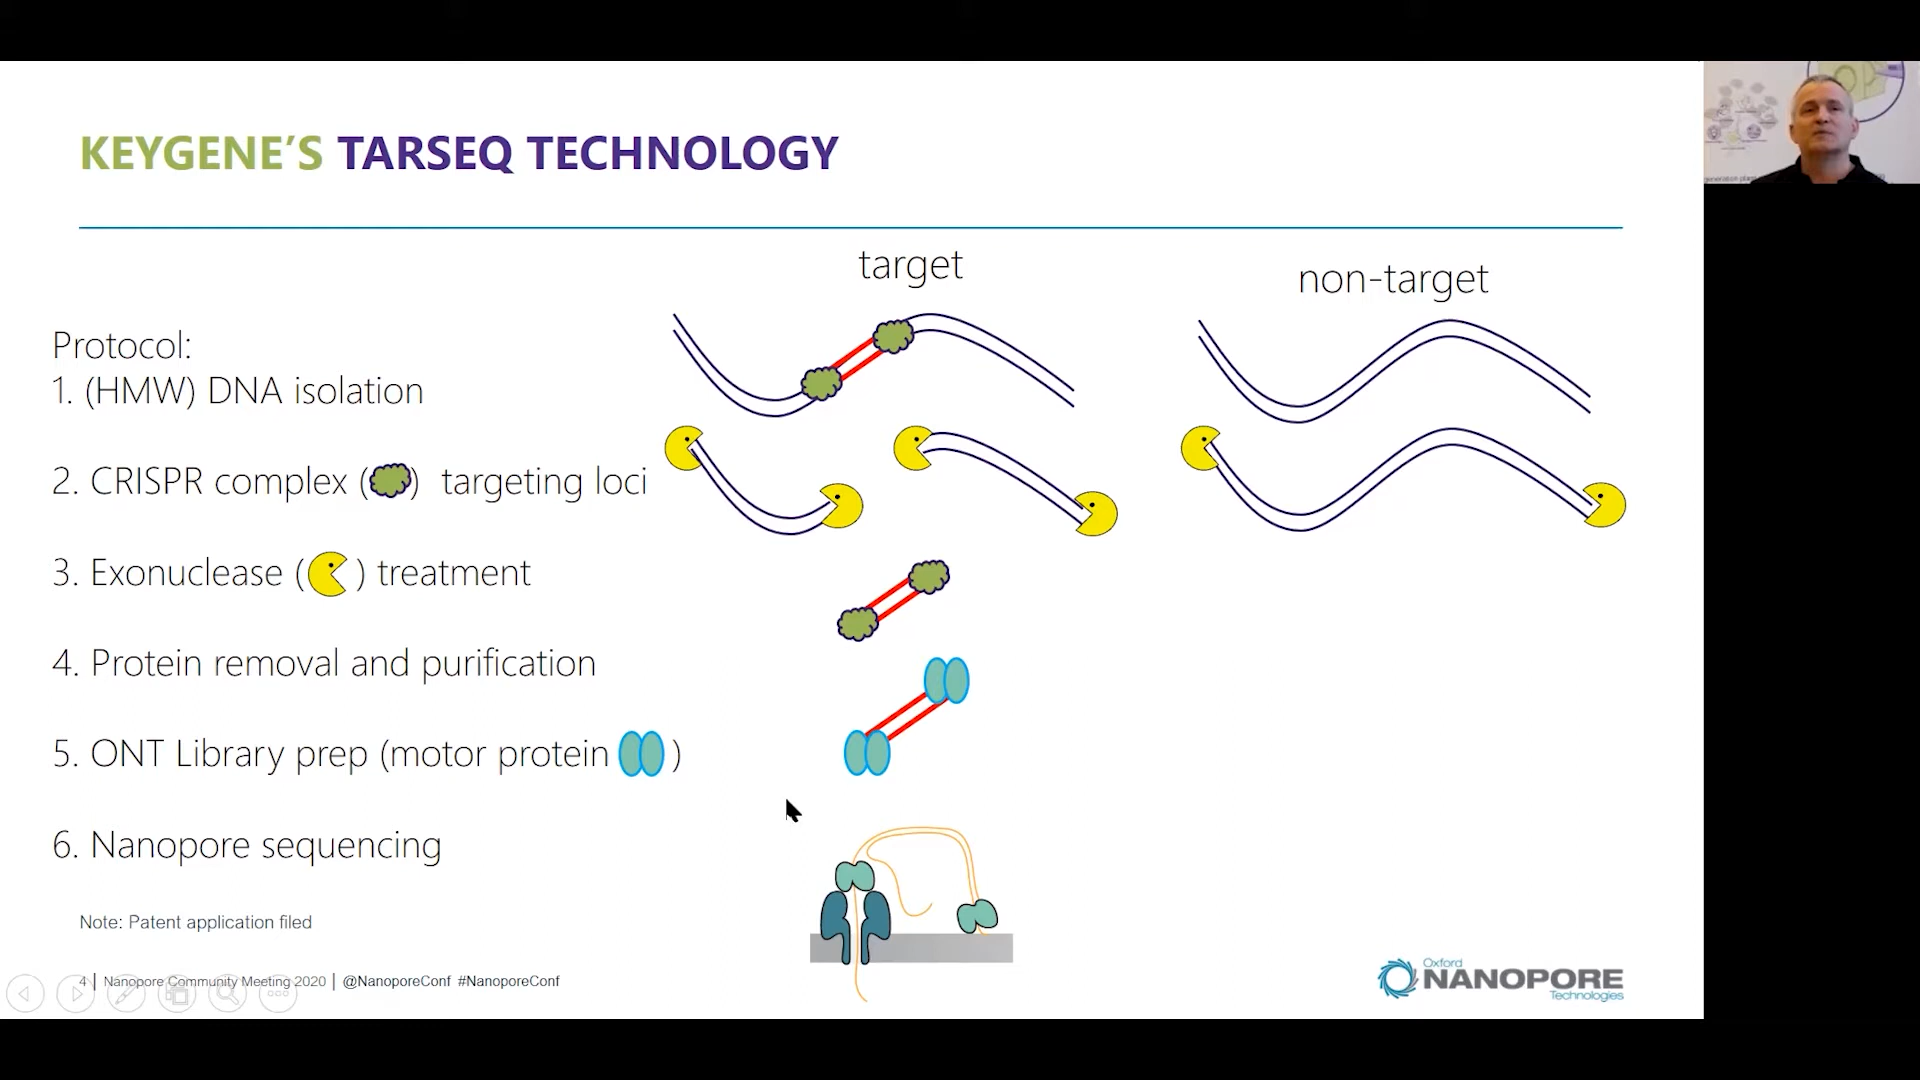 KEYGENE'S TARSEQ TECHNOLOGY
target
non-target
Protocol:
1. (HMW) DNA isolation
2. CRISPR complex ( ) targeting loci
3. Exonuclease ( ) treatment
4. Protein removal and purification
5. ONT Library prep (motor protein )
6. Nanopore sequencing
Note: Patent application filed
4 | Nanopore Community Meeting 2020 | @NanoporeConf #NanoporeConf
Oxford
NANOPORE
Technologies